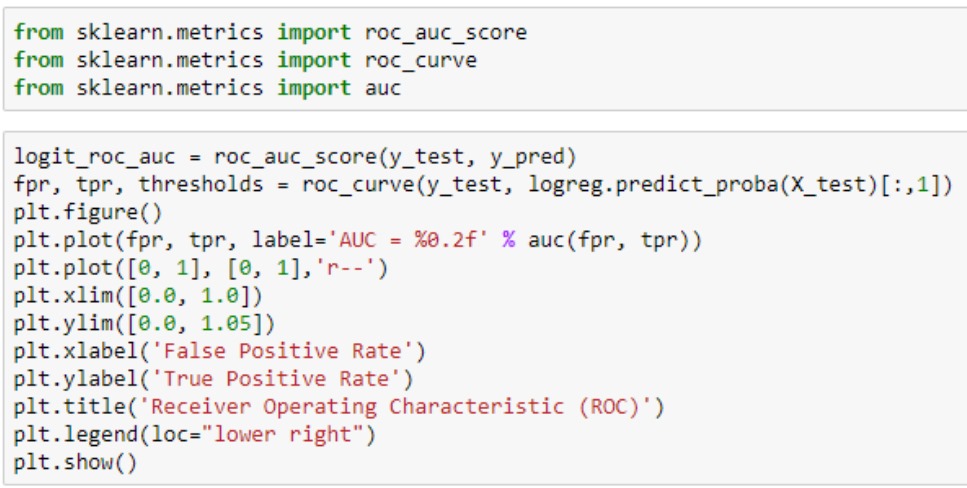 from sklearn.metrics import roc_auc_score
from sklearn.metrics import roc_curve
from sklearn.metrics import auc
logit_roc_auc = roc_auc_score(y_test, y_pred)
fpr, tpr, thresholds = roc_curve(y_test, logreg.predict_proba(X_test)[:,1])
plt.figure()
plt.plot(fpr, tpr, label='AUC = %0.2f' % auc(fpr, tpr))
plt.plot([0, 1], [0, 1],'r--')
plt.xlim([0.0, 1.0])
plt.ylim([0.0, 1.05])
plt.xlabel('False Positive Rate')
plt.ylabel('True Positive Rate')
plt.title('Receiver Operating Characteristic (ROC)')
plt.legend(loc="lower right")
plt.show()